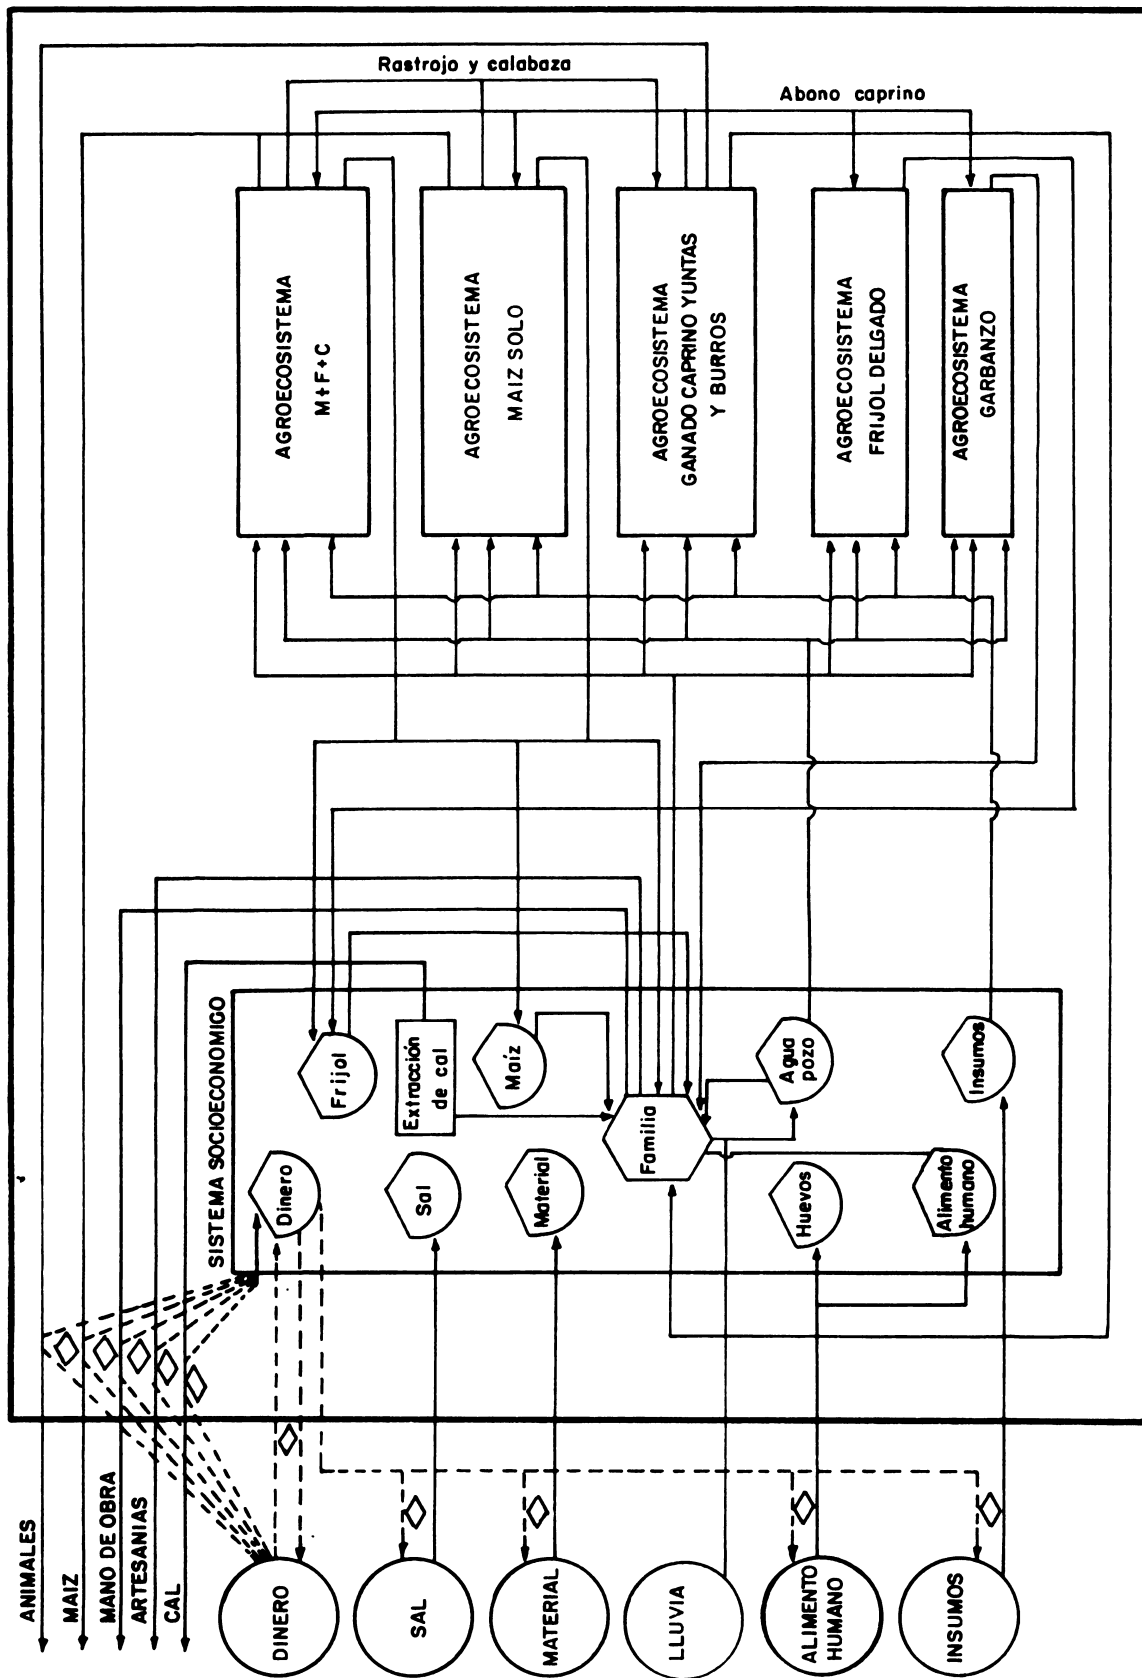 Rastrojo y calabaza
Abono caprino
AGROECOSISTEMA
M+F+C
AGROECOSISTEMA
MAIZ SOLO
AGROECOSISTEMA
GANADO CAPRINO YUNTAS
Y BURROS
AGROECOSISTEMA
FRIJOL DELGADO
AGROECOSISTEMA
GARBANZO
SISTEMA SOCIOECONOMICO
Frijol
Extracción
de cal
Maíz
Agua
pozo
Insumos
Dinero
Sal
Material
Familia
Huevos
Alimento
humano
ANIMALES
MAIZ
MANO DE OBRA
ARTESANIAS
CAL
DINERO
SAL
MATERIAL
LLUVIA
ALIMENTO
HUMANO
INSUMOS